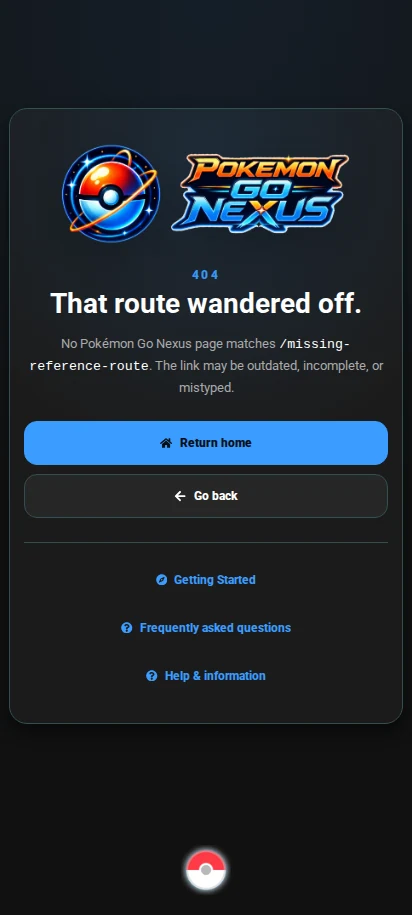 POKEMON
GO
NEXUS
404
That route wandered off.
No Pokémon Go Nexus page matches /missing-
reference-route. The link may be outdated, incomplete, or
mistyped.
Return home
Go back
Getting Started
Frequently asked questions
Help & information